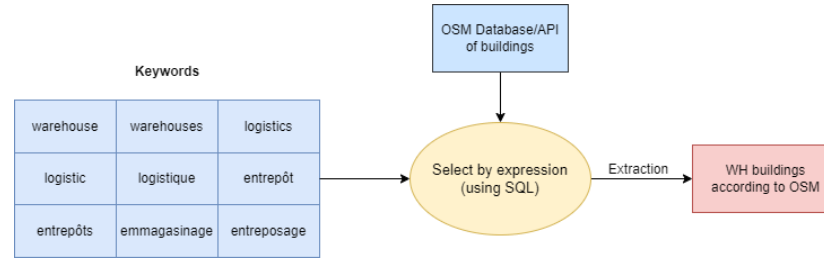 OSM Database/API
of buildings
Keywords
warehouse warehouses logistics
logistic logistique entrepôt
entrepôts emmagasinage entreposage
Select by expression
(using SQL)
Extraction
WH buildings
according to OSM